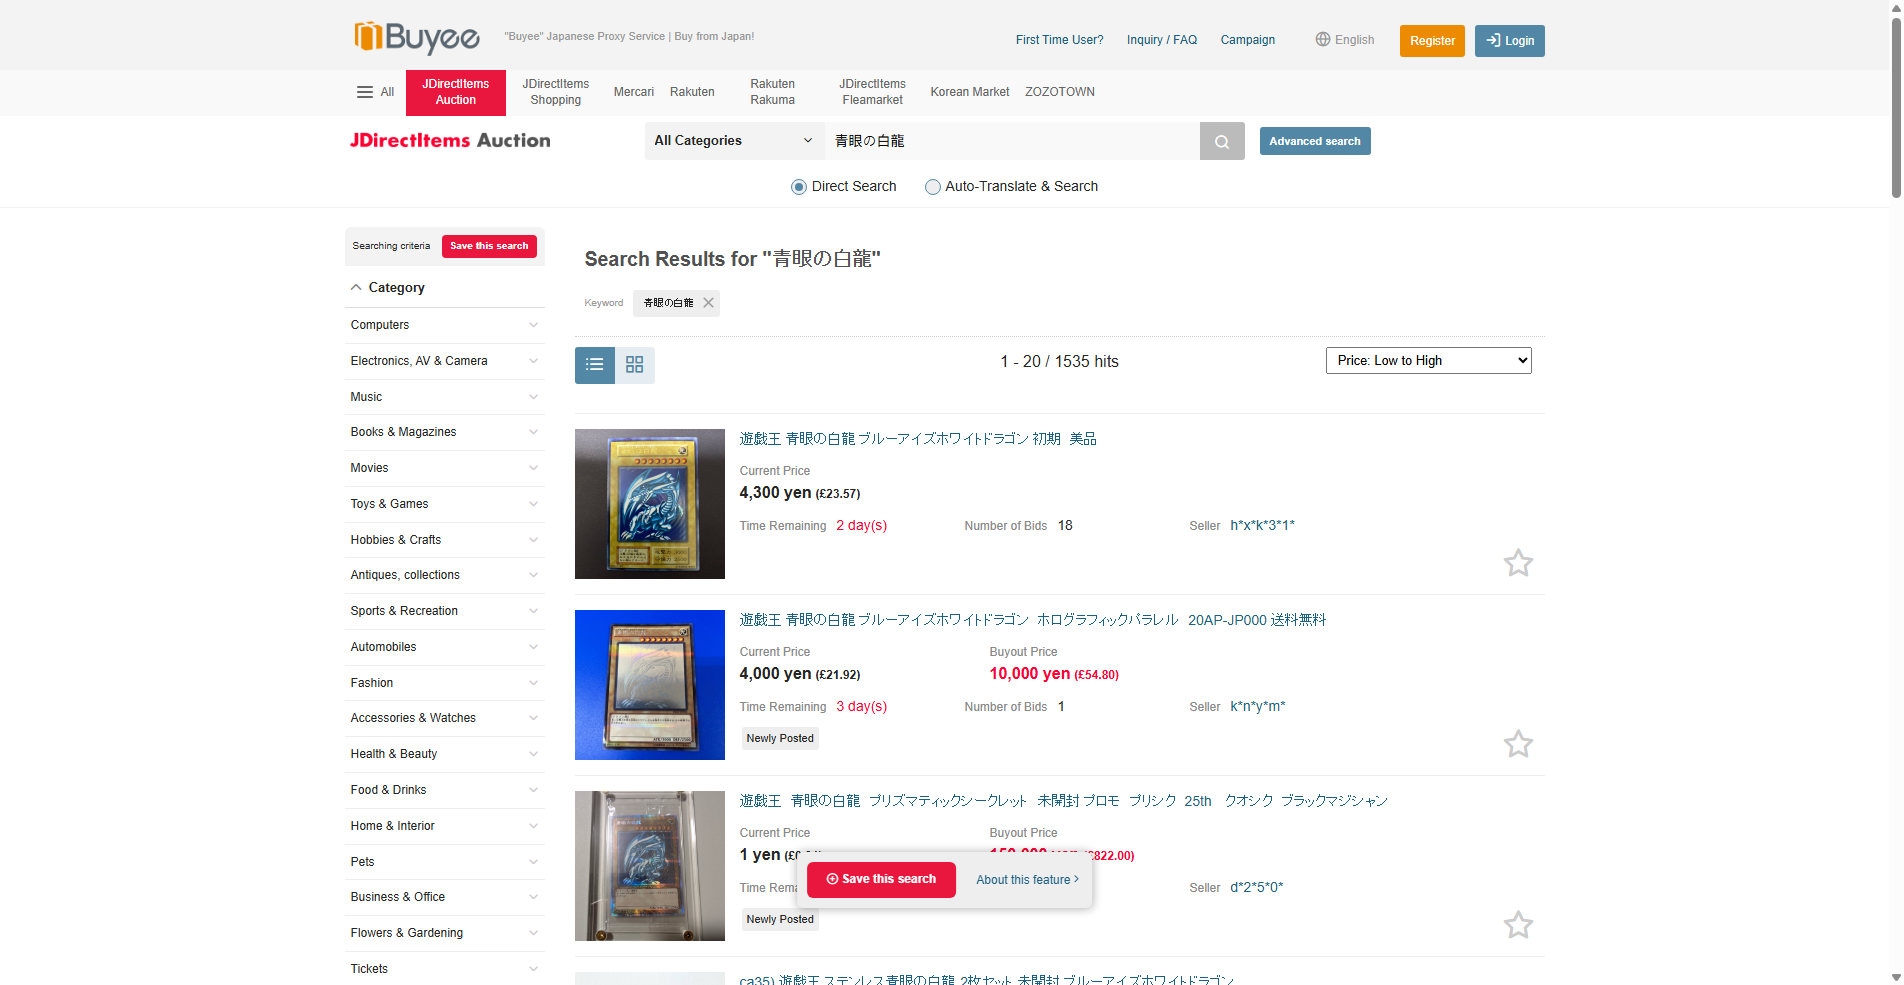 Buyee
"Buyee" Japanese Proxy Service | Buy from Japan!
First Time User?
Inquiry / FAQ
Campaign
English
Register
Login
All
JDirectItems Auction
JDirectItems Shopping
Mercari
Rakuten
Rakuten Rakuma
JDirectItems Fleamarket
Korean Market
ZOZOTOWN
JDirectItems Auction
All Categories
青眼の白龍
Advanced search
Direct Search
Auto-Translate & Search
Searching criteria
Save this search
Category
Computers
Electronics, AV & Camera
Music
Books & Magazines
Movies
Toys & Games
Hobbies & Crafts
Antiques, collections
Sports & Recreation
Automobiles
Fashion
Accessories & Watches
Health & Beauty
Food & Drinks
Home & Interior
Pets
Business & Office
Flowers & Gardening
Tickets
Search Results for "青眼の白龍"
Keyword
青眼の白龍
1 - 20 / 1535 hits
Price: Low to High
遊戯王 青眼の白龍 ブルーアイズホワイトドラゴン 初期 美品
Current Price
4,300 yen (£23.57)
Time Remaining 2 day(s)
Number of Bids 18
Seller h*x*k*3*1*
遊戯王 青眼の白龍 ブルーアイズホワイトドラゴン ホログラフィックパラレル 20AP-JP000 送料無料
Current Price
4,000 yen (£21.92)
Buyout Price
10,000 yen (£54.80)
Time Remaining 3 day(s)
Number of Bids 1
Seller k*n*y*m*
Newly Posted
遊戯王 青眼の白龍 プリズマティックシークレット 未開封 プロモ プリシク 25th クオシク ブラックマジシャン
Current Price
1 yen
Buyout Price
£822.00)
Time Rema
Seller d*2*5*0*
Newly Posted
Save this search
About this feature
ca35) 遊戯王 ステンレス 青眼の白龍 2枚セット 未開封 ブルーアイズホワイトドラゴン